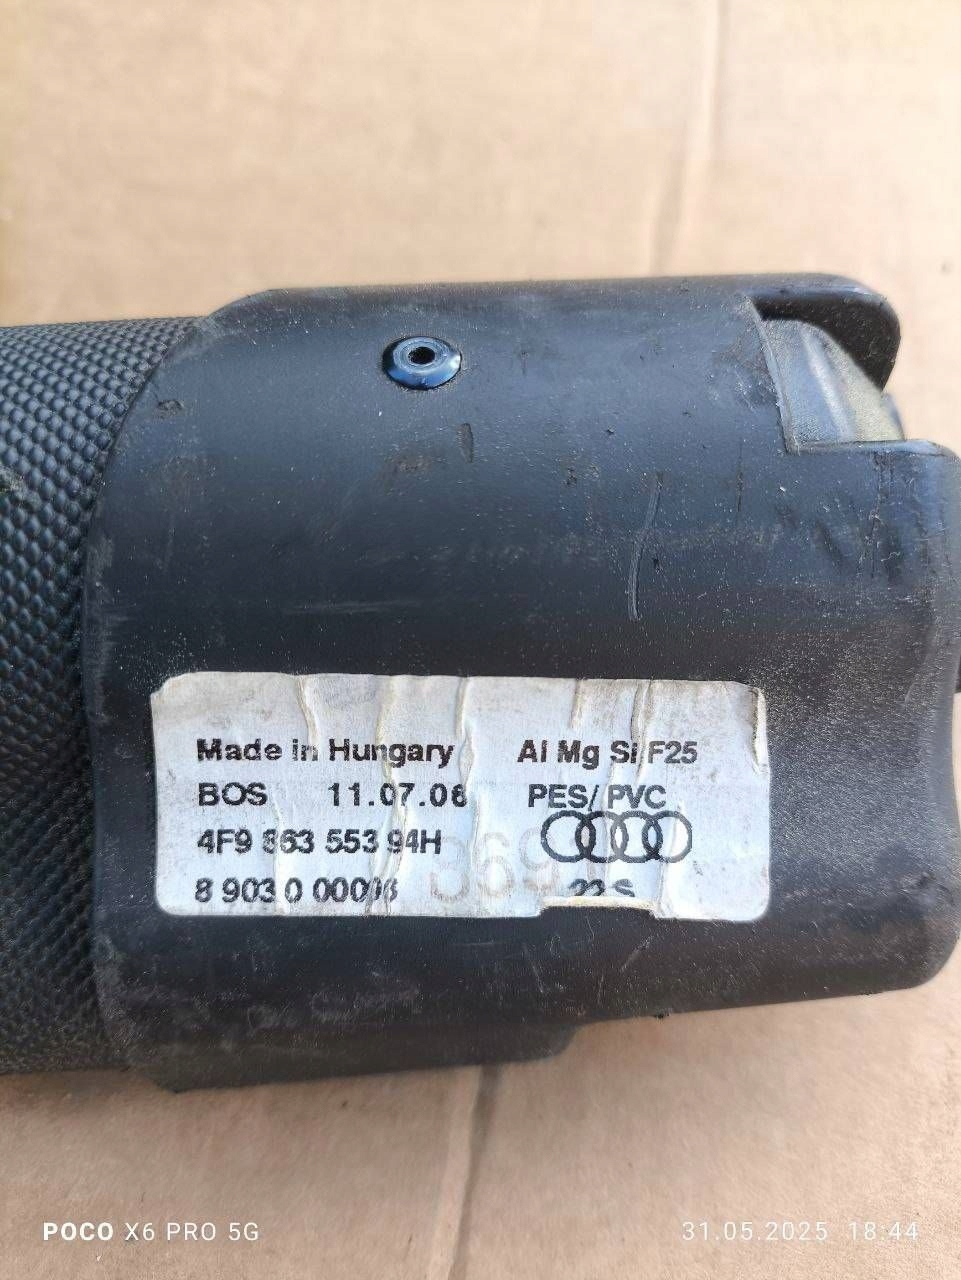 Made in Hungary Al Mg Si F25
BOS 11.07.06 PES/ PVC
4F9 863 553 94H
8 903 0 00006 369 22 S
POCO X6 PRO 5G 31.05.2025 18:44